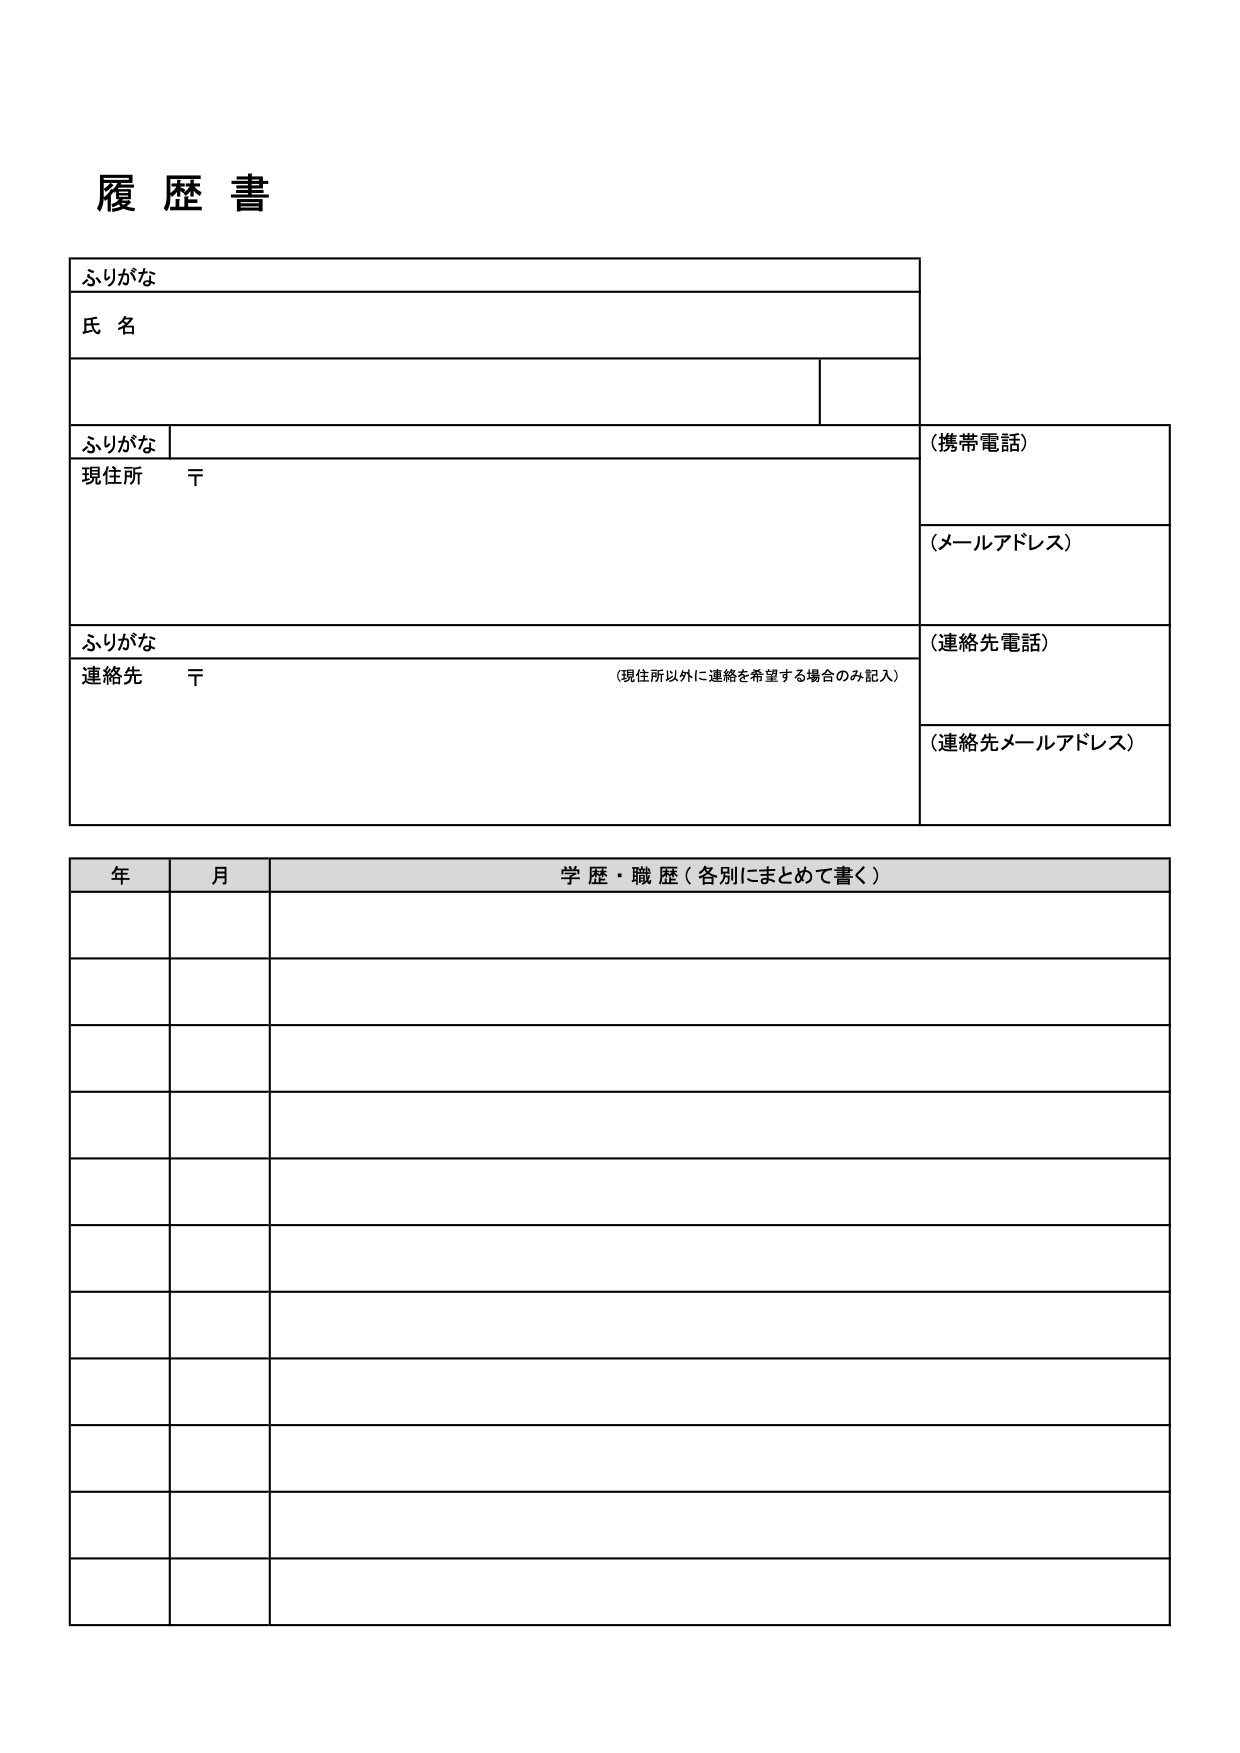 履 歴 書
ふりがな
氏 名
ふりがな
（携帯電話）
現住所 〒
（メールアドレス）
ふりがな
（連絡先電話）
連絡先 〒 （現住所以外に連絡を希望する場合のみ記入）
（連絡先メールアドレス）
年 月 学 歴 ・ 職 歴 （ 各別にまとめて書く ）